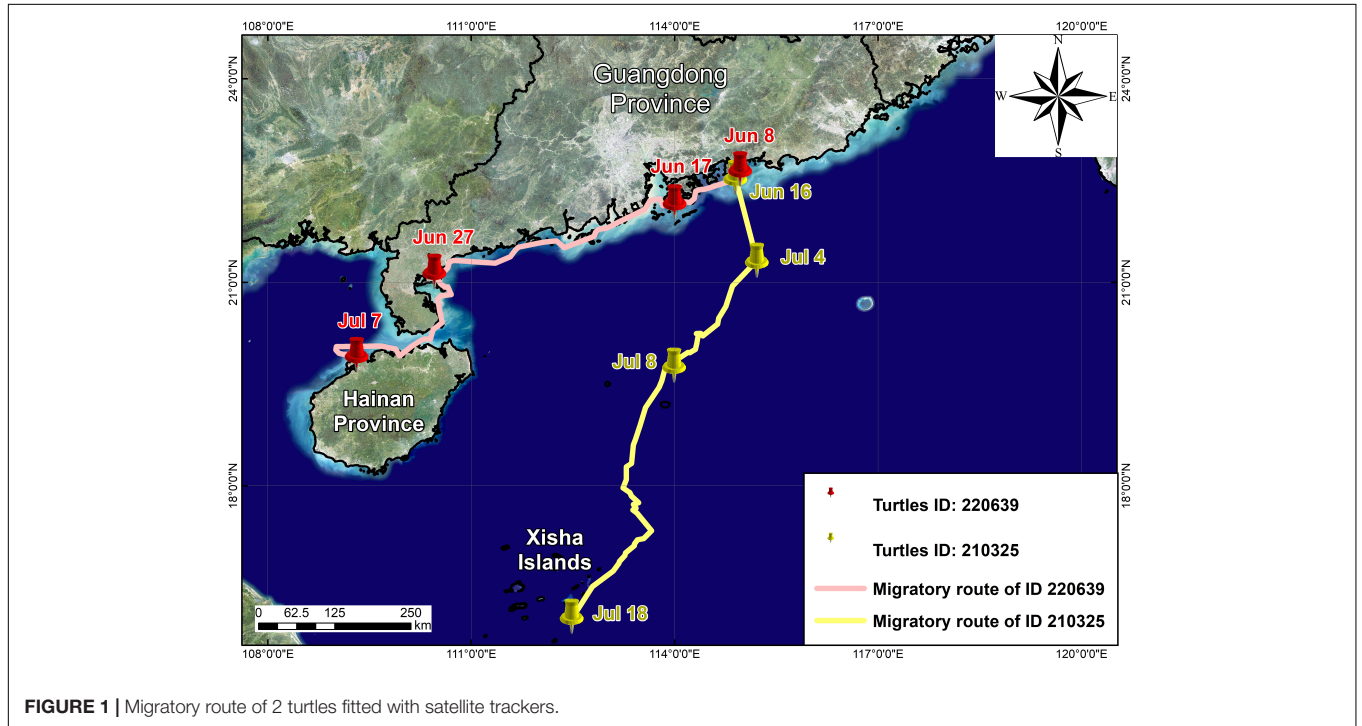 108°0'0"E
111°0'0"E
114°0'0"E
117°0'0"E
120°0'0"E
24°0'0"N
24°0'0"N
21°0'0"N
21°0'0"N
18°0'0"N
18°0'0"N
N
W
E
S
Guangdong
Province
Jun 8
Jun 17
Jun 16
Jun 27
Jul 4
Jul 7
Jul 8
Hainan
Province
Xisha
Islands
Jul 18
Turtles ID: 220639
Turtles ID: 210325
Migratory route of ID 220639
Migratory route of ID 210325
0 62.5 125 250
km
108°0'0"E
111°0'0"E
114°0'0"E
117°0'0"E
120°0'0"E
FIGURE 1 | Migratory route of 2 turtles fitted with satellite trackers.